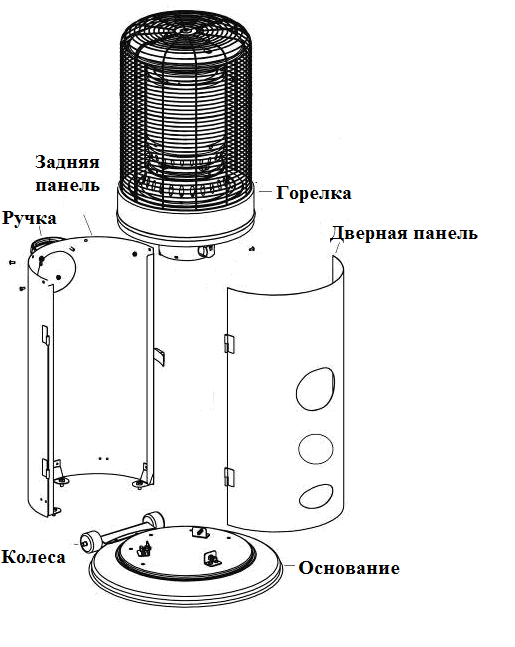 Задняя
панель
Горелка
Ручка
Дверная панель
Колеса
Основание